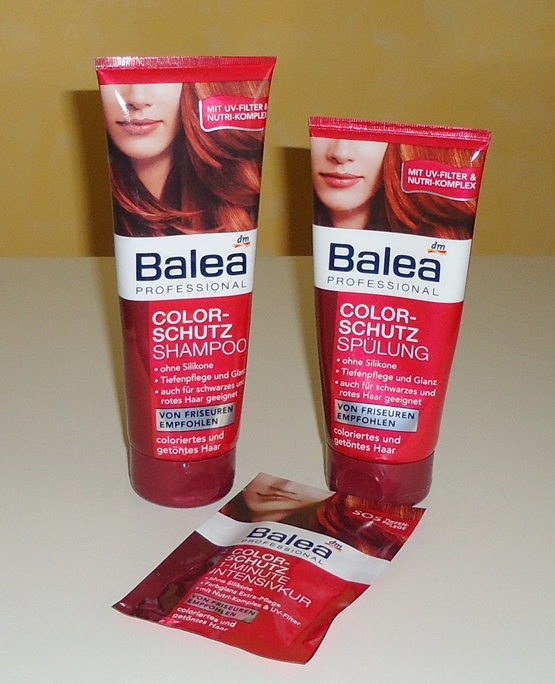 MIT UV-FILTER &
NUTRI-KOMPLEX
dm
Balea
PROFESSIONAL
COLOR-
SCHUTZ
SHAMPOO
• ohne Silikone
• Tiefenpflege und Glanz
• auch für schwarzes und
rotes Haar geeignet
VON FRISEUREN
EMPFOHLEN
coloriertes und
getöntes Haar
MIT UV-FILTER &
NUTRI-KOMPLEX
dm
Balea
PROFESSIONAL
COLOR-
SCHUTZ
SPÜLUNG
• ohne Silikone
• Tiefenpflege und Glanz
• auch für schwarzes und
rotes Haar geeignet
VON FRISEUREN
EMPFOHLEN
coloriertes und
getöntes Haar
SOS TIEFEN-
PFLEGE
dm
Balea
PROFESSIONAL
COLOR-
SCHUTZ
1-MINUTE
INTENSIVKUR
• ohne Silikone
• Farbglanz Extra-Pflege
• mit Nutri-Komplex & UV-Filter
VON FRISEUREN
EMPFOHLEN
coloriertes und
getöntes Haar